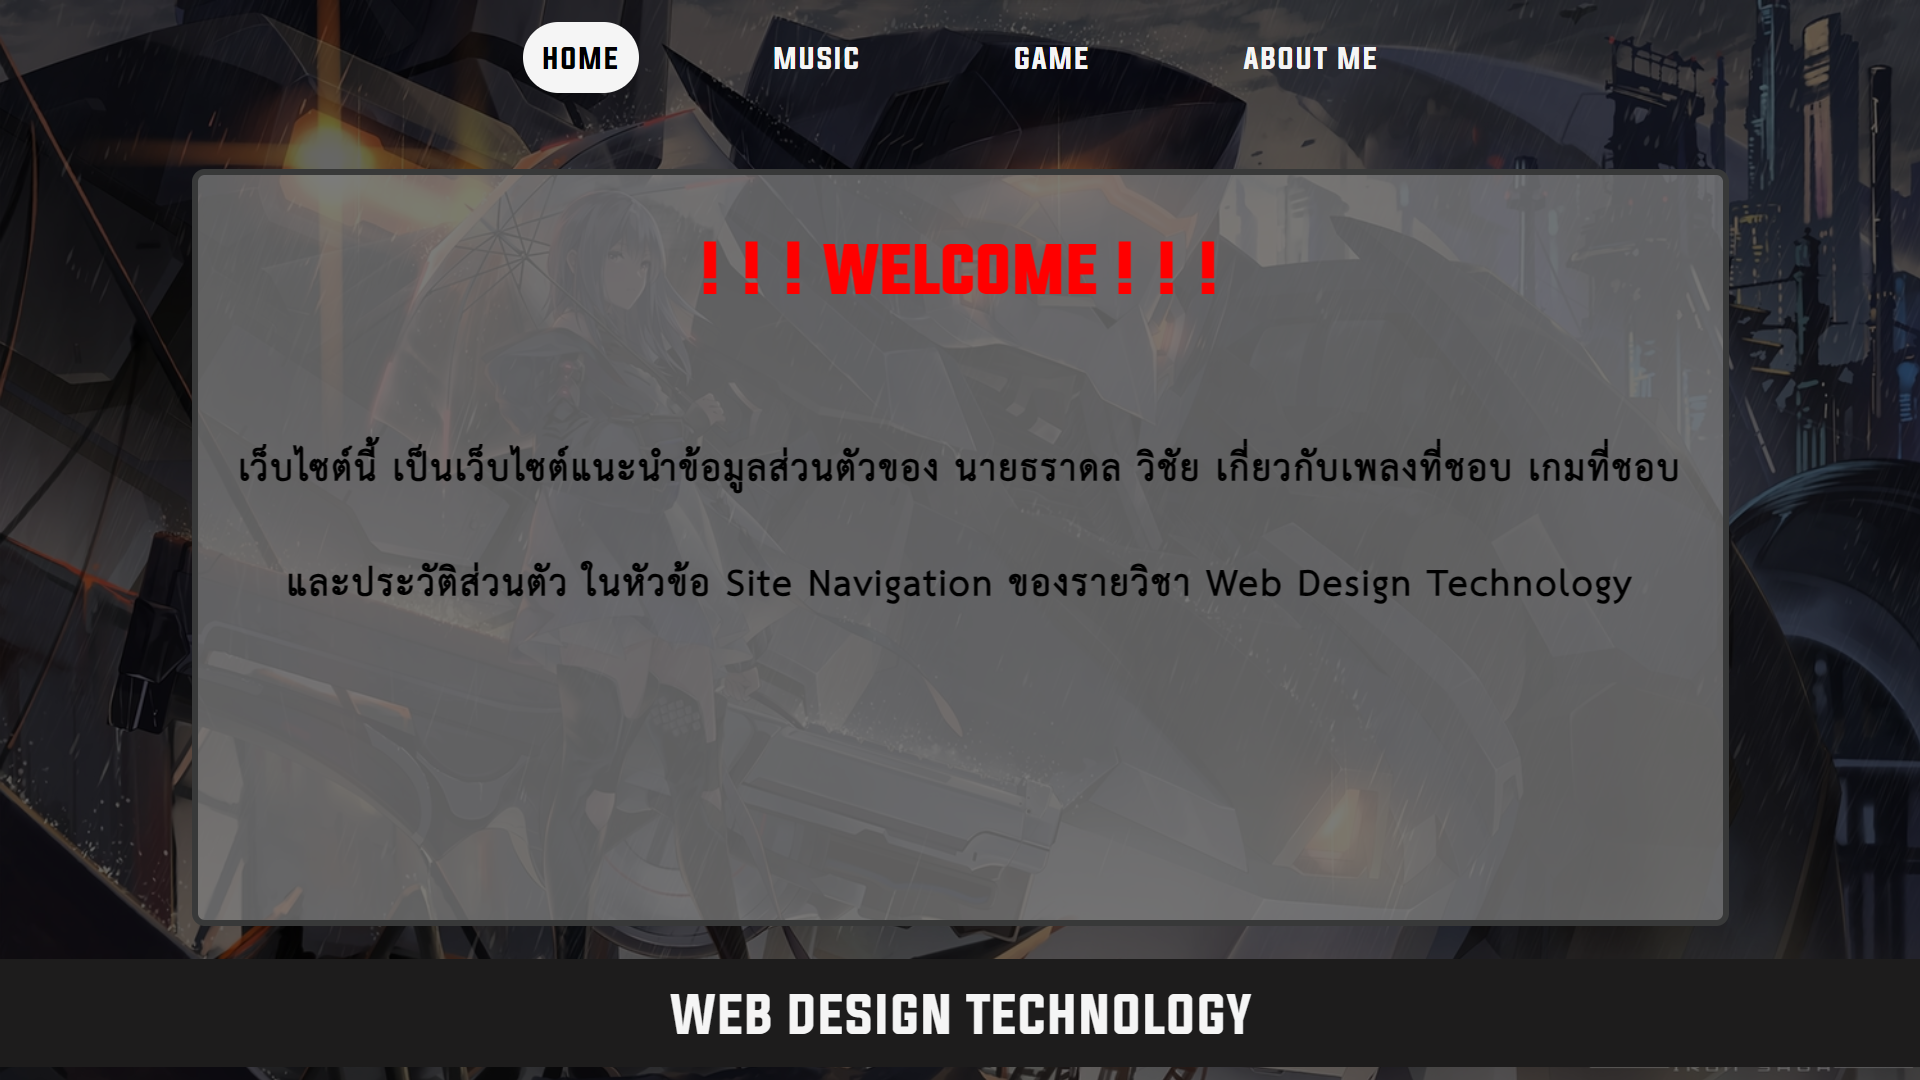 HOME MUSIC GAME ABOUT ME
! ! ! WELCOME ! ! !
เว็บไซต์นี้ เป็นเว็บไซต์แนะนำข้อมูลส่วนตัวของ นายธราดล วิชัย เกี่ยวกับเพลงที่ชอบ เกมที่ชอบ
และประวัติส่วนตัว ในหัวข้อ Site Navigation ของรายวิชา Web Design Technology
WEB DESIGN TECHNOLOGY